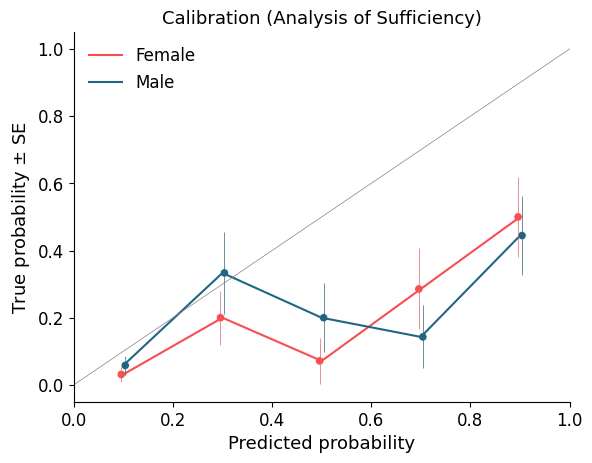 Calibration (Analysis of Sufficiency)
Female
Male
True probability ± SE
1.0
0.8
0.6
0.4
0.2
0.0
0.0 0.2 0.4 0.6 0.8 1.0
Predicted probability